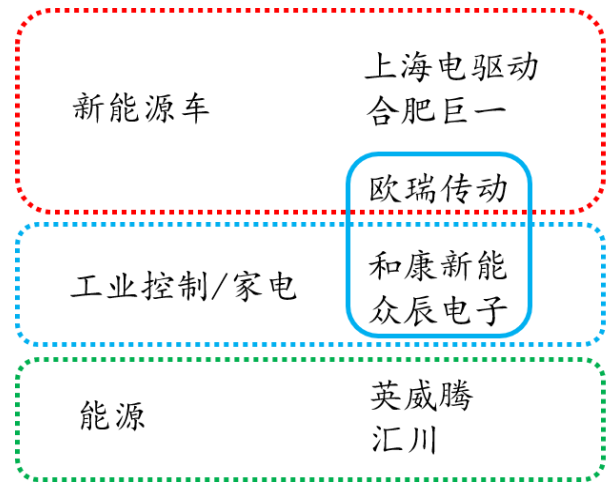 新能源车
上海电驱动
合肥巨一
欧瑞传动
工业控制/家电
和康新能
众辰电子
能源
英威腾
汇川